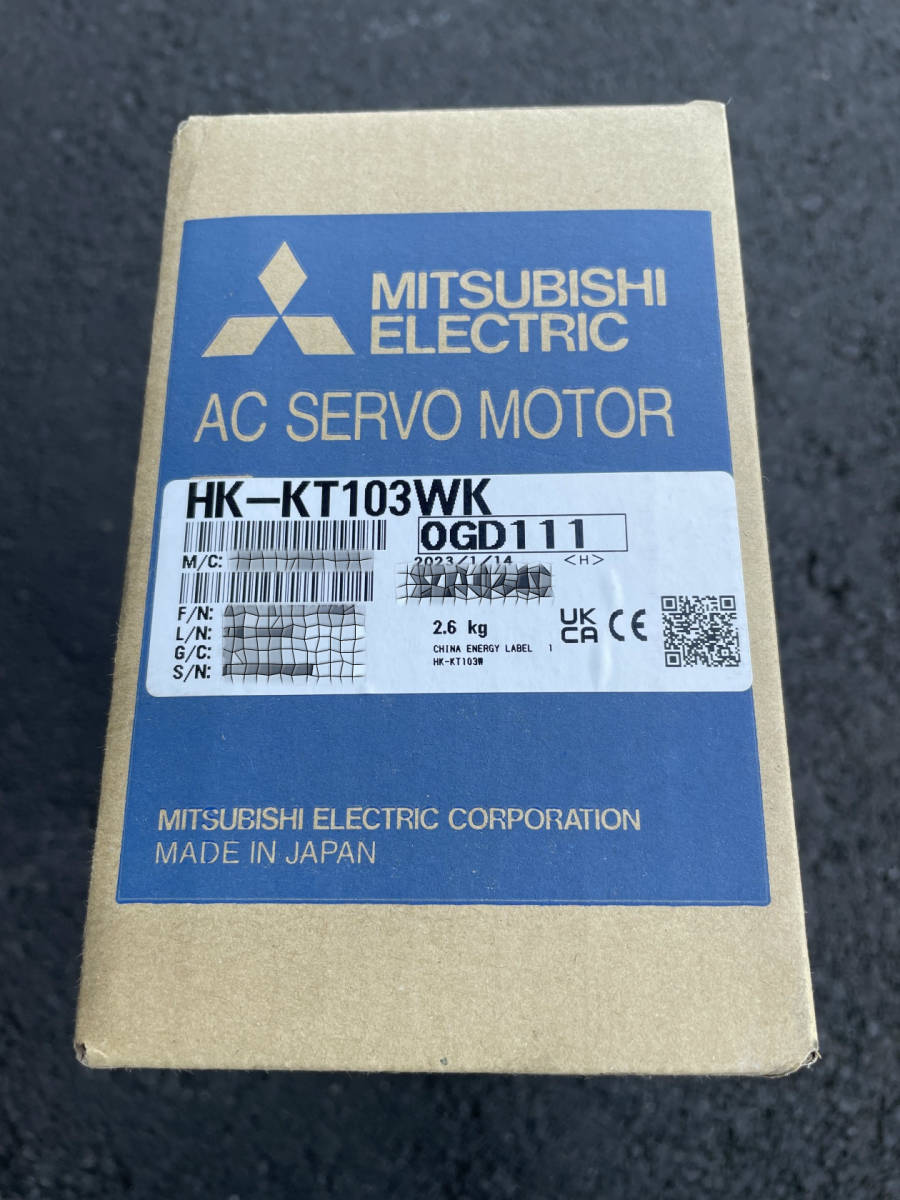 MITSUBISHI
ELECTRIC
AC SERVO MOTOR
HK-KT103WK
0GD111
M/C:
2023/1/14 <H>
F/N:
L/N:
G/C:
S/N:
2.6 kg
UK
CA CE
CHINA ENERGY LABEL 1
HK-KT103W
MITSUBISHI ELECTRIC CORPORATION
MADE IN JAPAN